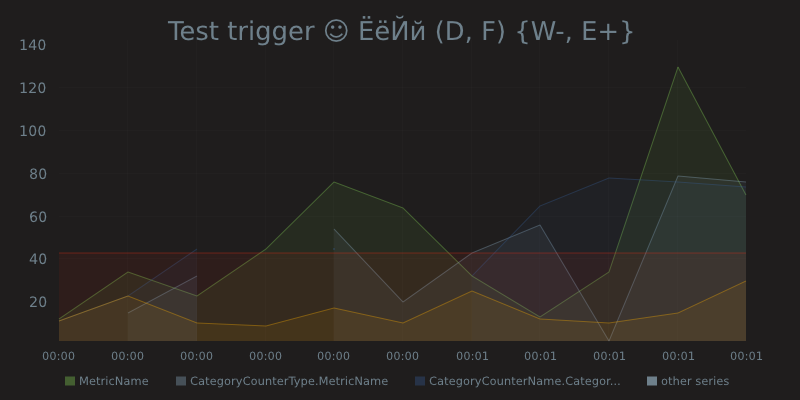 Test trigger ☺ ЁёЙй (D, F) {W-, E+}
140
120
100
80
60
40
20
00:00 00:00 00:00 00:00 00:00 00:00 00:01 00:01 00:01 00:01 00:01
MetricName CategoryCounterType.MetricName CategoryCounterName.Categor... other series